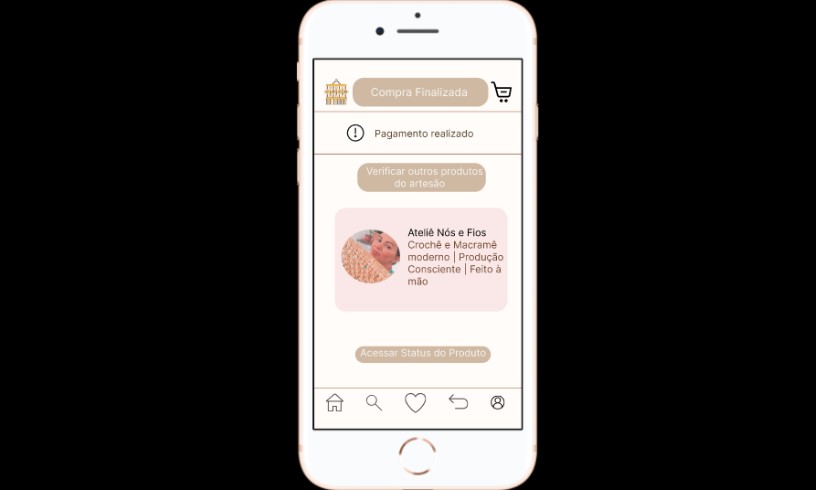 Compra Finalizada
Pagamento realizado
Verificar outros produtos
do artesão
Ateliê Nós e Fios
Crochê e Macramê
moderno | Produção
Consciente | Feito à
mão
Acessar Status do Produto